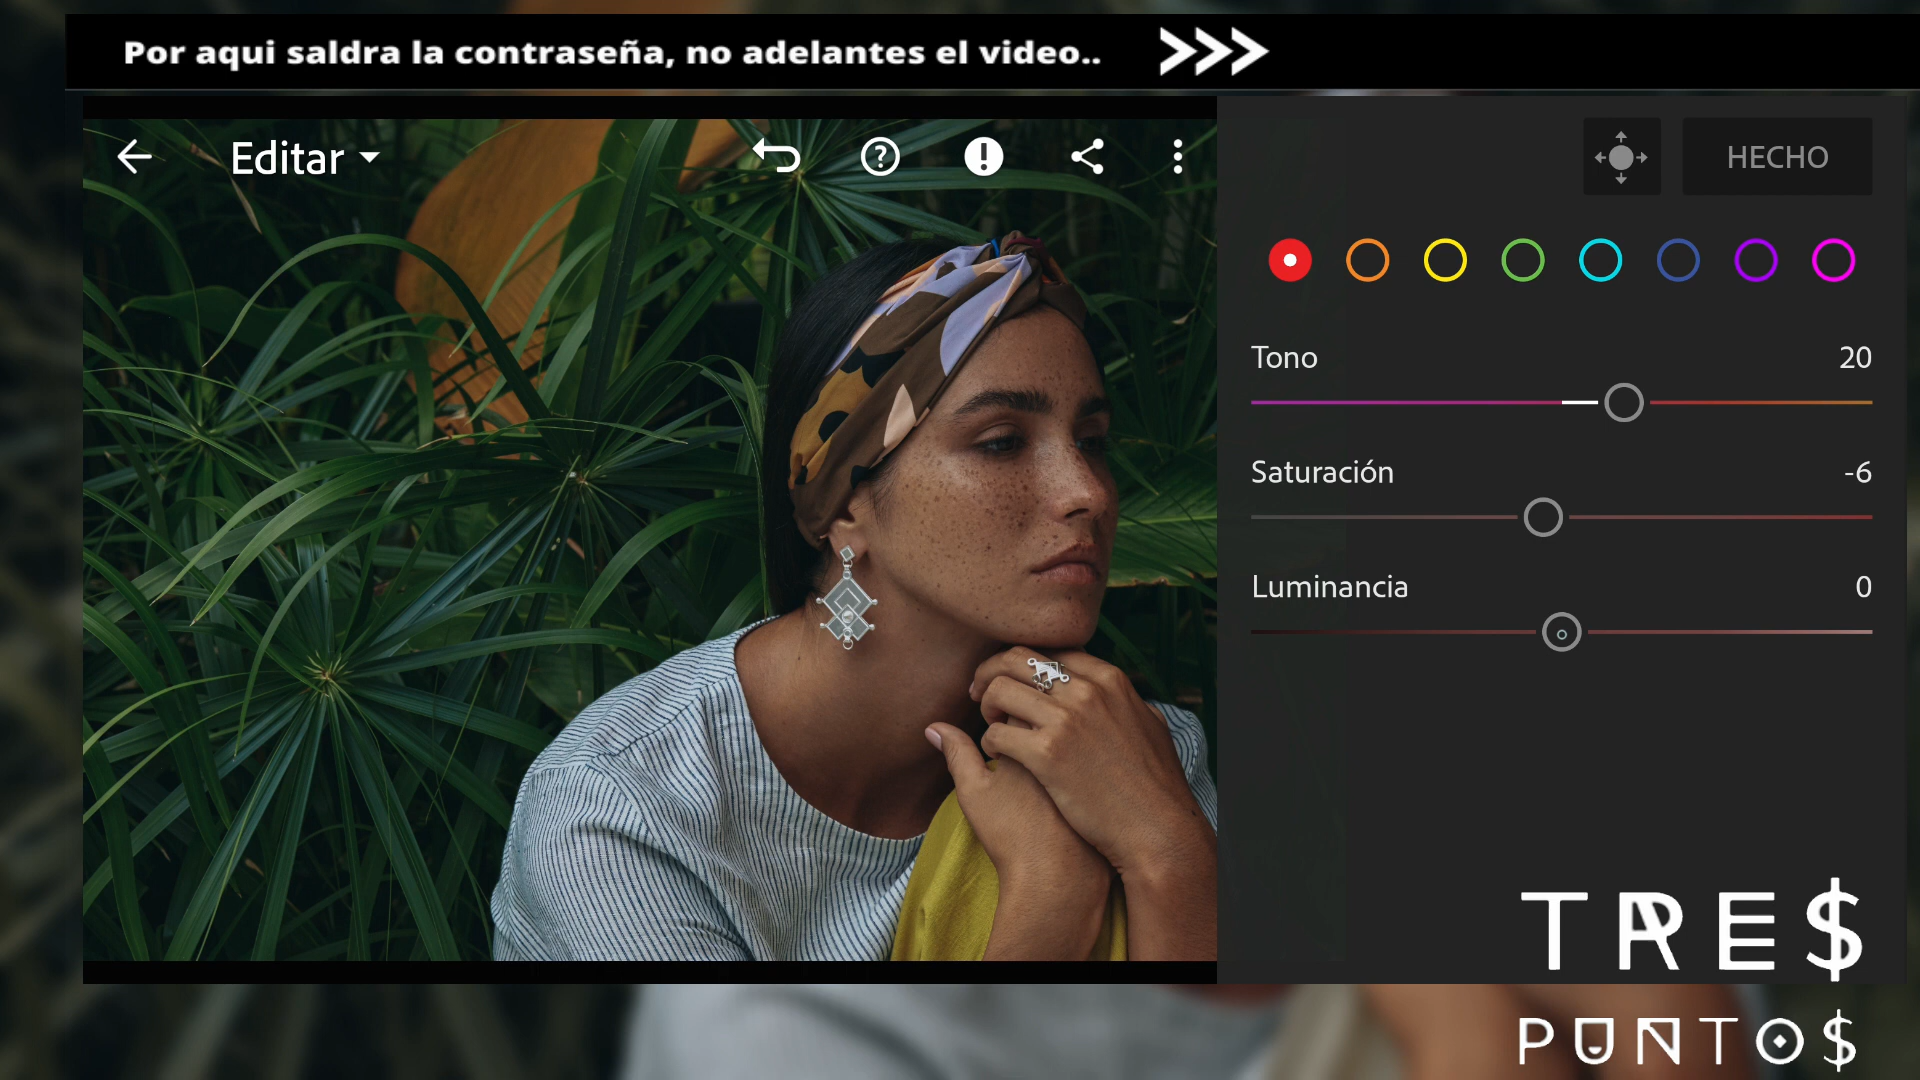 Por aqui saldra la contraseña, no adelantes el video.. >>>
Editar
HECHO
Tono 20
Saturación -6
Luminancia 0
TRE$
PUNTO$